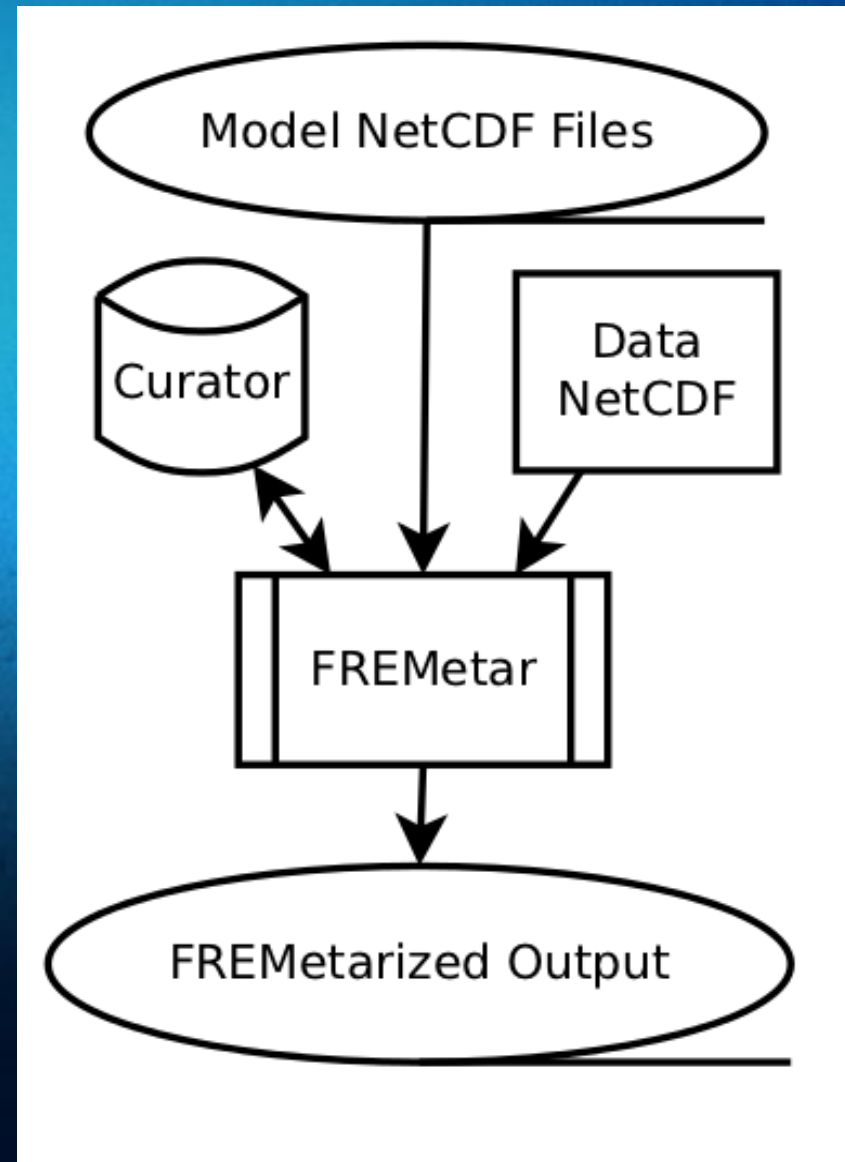 Model NetCDF Files
Curator
Data
NetCDF
FREMetar
FREMetarized Output